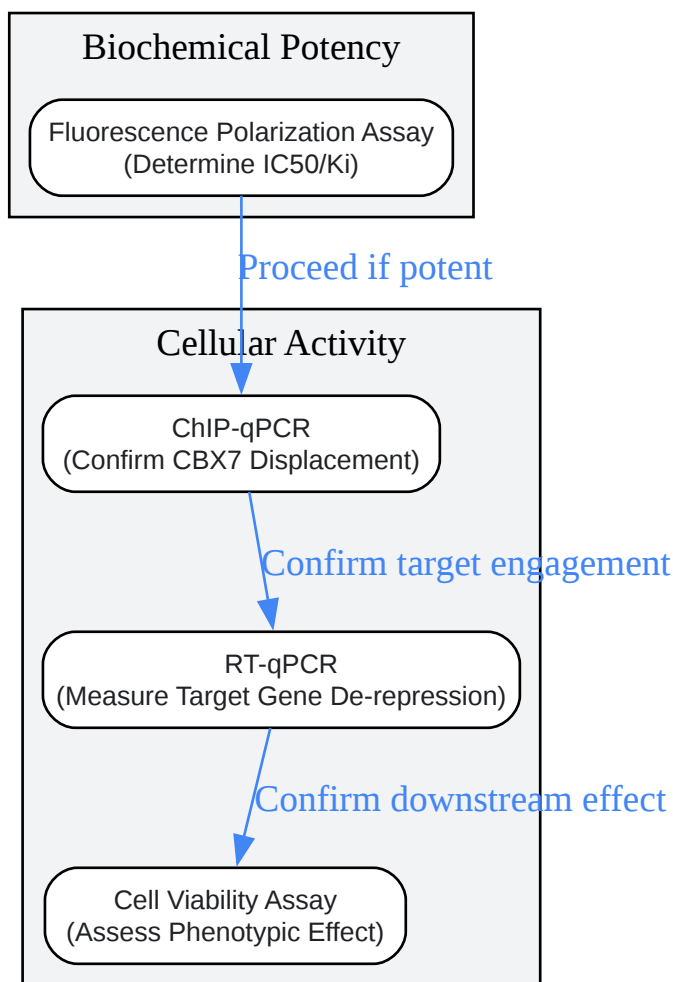 Biochemical Potency
Fluorescence Polarization Assay
(Determine IC50/Ki)
Proceed if potent
Cellular Activity
ChIP-qPCR
(Confirm CBX7 Displacement)
Confirm target engagement
RT-qPCR
(Measure Target Gene De-repression)
Confirm downstream effect
Cell Viability Assay
(Assess Phenotypic Effect)